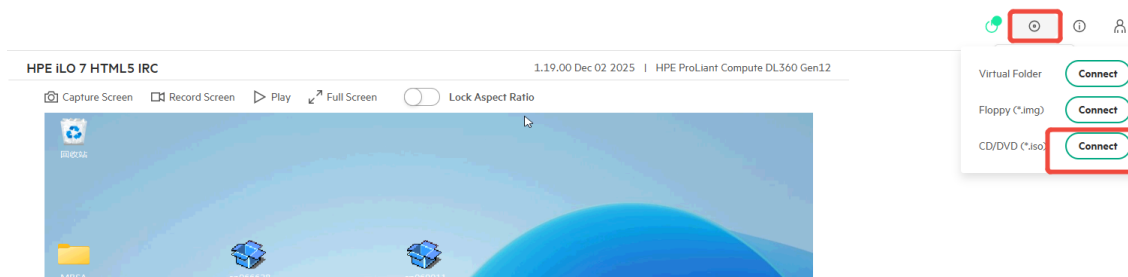 HPE iLO 7 HTML5 IRC
1.19.00 Dec 02 2025 | HPE ProLiant Compute DL360 Gen12
Capture Screen Record Screen Play Full Screen Lock Aspect Ratio
Virtual Folder Connect
Floppy (*.img) Connect
CD/DVD (*.iso) Connect
回收站